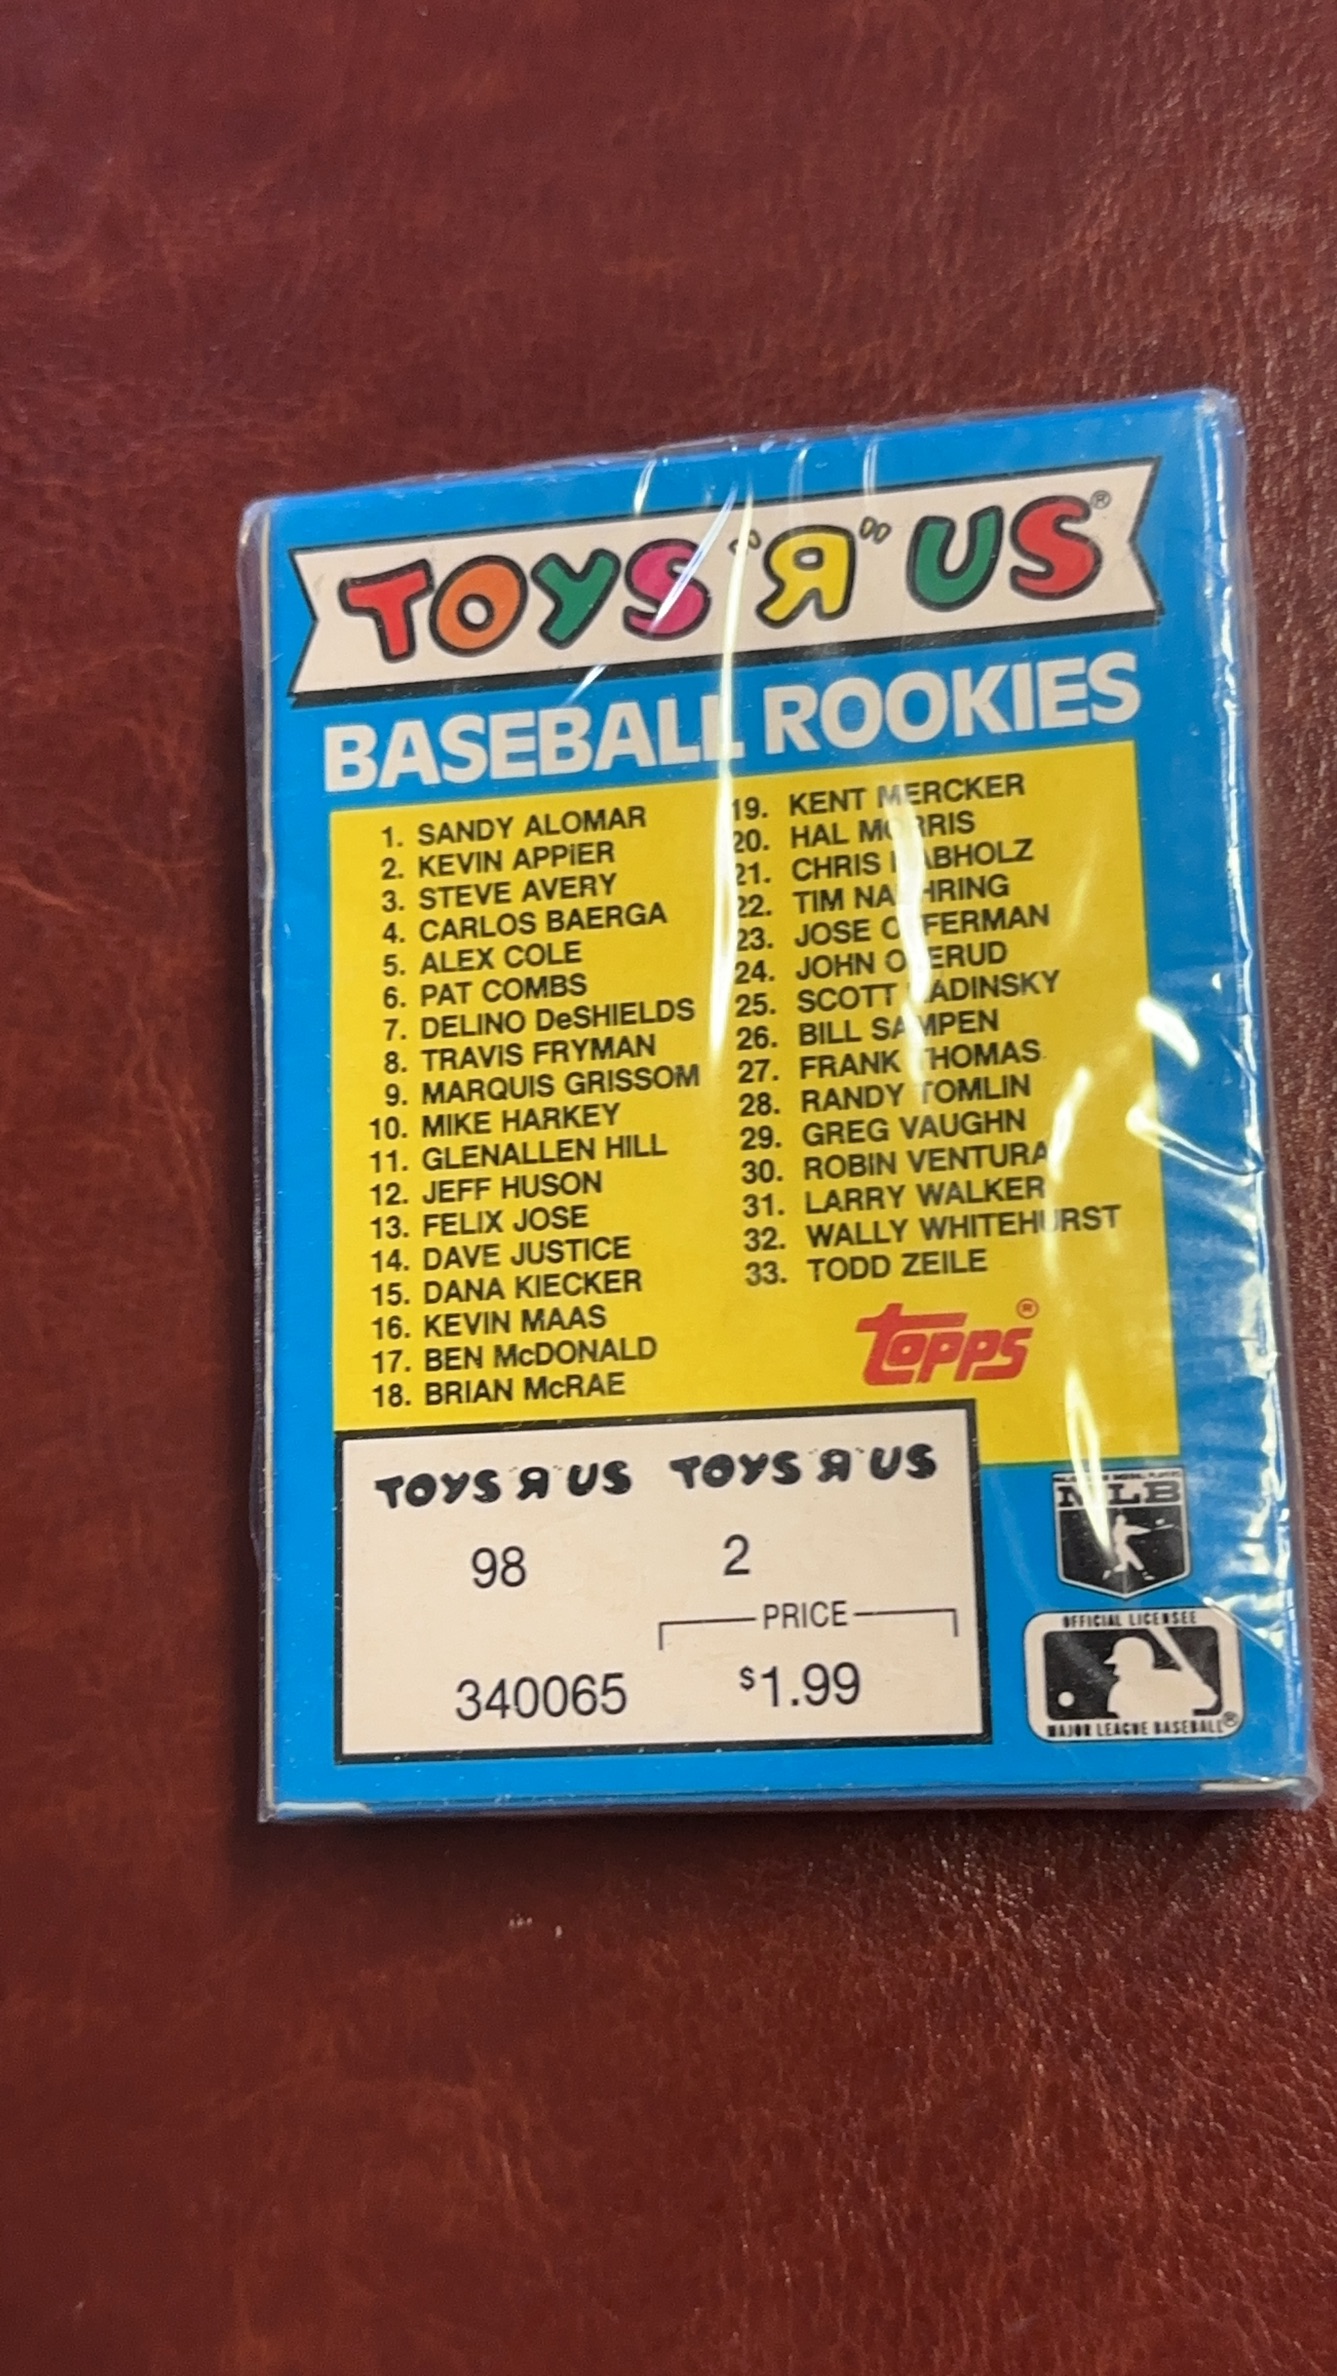 TOYS "R" US®
BASEBALL ROOKIES
1. SANDY ALOMAR
2. KEVIN APPiER
3. STEVE AVERY
4. CARLOS BAERGA
5. ALEX COLE
6. PAT COMBS
7. DELINO DeSHIELDS
8. TRAVIS FRYMAN
9. MARQUIS GRISSOM
10. MIKE HARKEY
11. GLENALLEN HILL
12. JEFF HUSON
13. FELIX JOSE
14. DAVE JUSTICE
15. DANA KIECKER
16. KEVIN MAAS
17. BEN McDONALD
18. BRIAN McRAE
19. KENT MERCKER
20. HAL MORRIS
21. CHRIS NABHOLZ
22. TIM NAEHRING
23. JOSE OFFERMAN
24. JOHN OLERUD
25. SCOTT RADINSKY
26. BILL SAMPEN
27. FRANK THOMAS
28. RANDY TOMLIN
29. GREG VAUGHN
30. ROBIN VENTURA
31. LARRY WALKER
32. WALLY WHITEHURST
33. TODD ZEILE
TOPPS®
TOYS "R" US TOYS "R" US
98 2
PRICE
340065 $1.99
MLB
OFFICIAL LICENSEE
MAJOR LEAGUE BASEBALL®